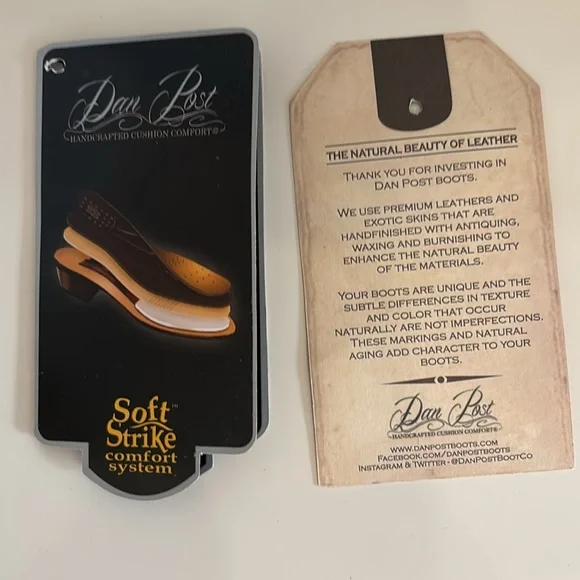 Dan Post
HANDCRAFTED CUSHION COMFORT®
Soft™
Strike
comfort
system
THE NATURAL BEAUTY OF LEATHER
THANK YOU FOR INVESTING IN
DAN POST BOOTS.
WE USE PREMIUM LEATHERS AND
EXOTIC SKINS THAT ARE
HANDFINISHED WITH ANTIQUING,
WAXING AND BURNISHING TO
ENHANCE THE NATURAL BEAUTY
OF THE MATERIALS.
YOUR BOOTS ARE UNIQUE AND THE
SUBTLE DIFFERENCES IN TEXTURE
AND COLOR THAT OCCUR
NATURALLY ARE NOT IMPERFECTIONS.
THESE MARKINGS AND NATURAL
AGING ADD CHARACTER TO YOUR
BOOTS.
Dan Post
HANDCRAFTED CUSHION COMFORT®
WWW.DANPOSTBOOTS.COM
FACEBOOK.COM/DANPOSTBOOTS
INSTAGRAM & TWITTER - @DANPOSTBOOTCO